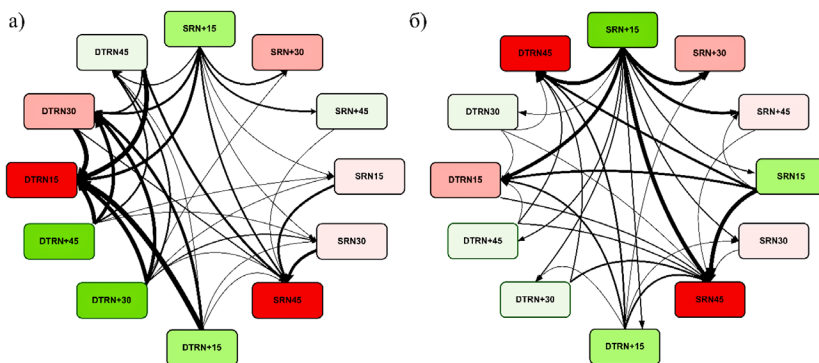 а)
SRN+15
DTRN45
SRN+30
DTRN30
SRN+45
DTRN15
SRN15
DTRN+45
SRN30
DTRN+30
SRN45
DTRN+15
б)
SRN+15
DTRN45
SRN+30
DTRN30
SRN+45
DTRN15
SRN15
DTRN+45
SRN30
DTRN+30
SRN45
DTRN+15